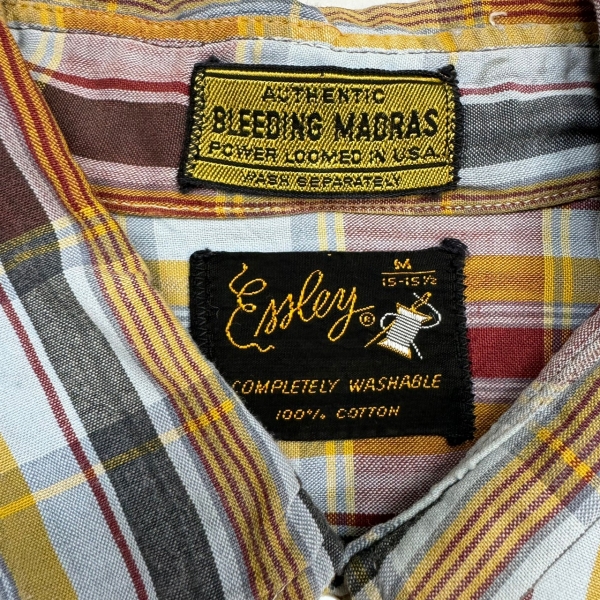 AUTHENTIC
BLEEDING MADRAS
POWER LOOMED IN U.S.A.
WASH SEPARATELY
Essley ®
M
15-15½
COMPLETELY WASHABLE
100% COTTON